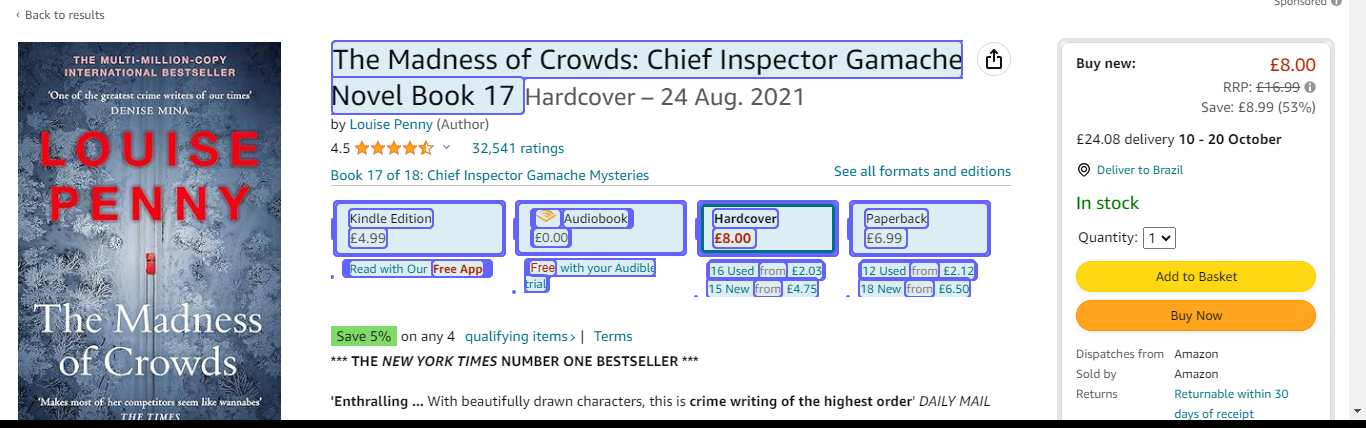 ‹ Back to results
Sponsored
THE MULTI-MILLION-COPY
INTERNATIONAL BESTSELLER
'One of the greatest crime writers of our times'
DENISE MINA
LOUISE
PENNY
The Madness
of Crowds
'Makes most of her competitors seem like wannabes'
THE TIMES
The Madness of Crowds: Chief Inspector Gamache
Novel Book 17 Hardcover – 24 Aug. 2021
by Louise Penny (Author)
4.5 32,541 ratings
Book 17 of 18: Chief Inspector Gamache Mysteries
See all formats and editions
Kindle Edition
£4.99
Read with Our Free App
Audiobook
£0.00
Free with your Audible
trial
Hardcover
£8.00
16 Used from £2.03
15 New from £4.75
Paperback
£6.99
12 Used from £2.12
18 New from £6.50
Save 5% on any 4 qualifying items› | Terms
*** THE NEW YORK TIMES NUMBER ONE BESTSELLER ***
'Enthralling ... With beautifully drawn characters, this is crime writing of the highest order' DAILY MAIL
Buy new: £8.00
RRP: £16.99
Save: £8.99 (53%)
£24.08 delivery 10 - 20 October
Deliver to Brazil
In stock
Quantity: 1
Add to Basket
Buy Now
Dispatches from Amazon
Sold by Amazon
Returns Returnable within 30
days of receipt